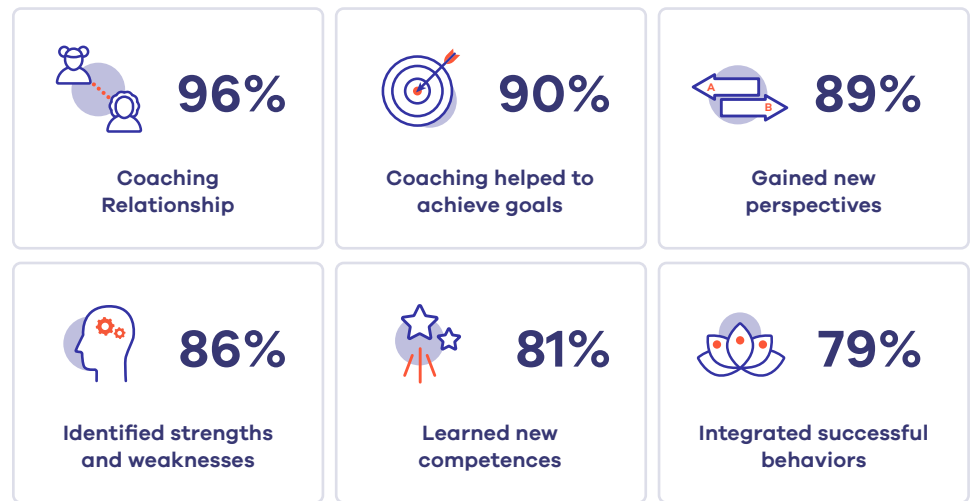 96%
Coaching
Relationship
90%
Coaching helped to
achieve goals
A
B
89%
Gained new
perspectives
86%
Identified strengths
and weaknesses
81%
Learned new
competences
79%
Integrated successful
behaviors